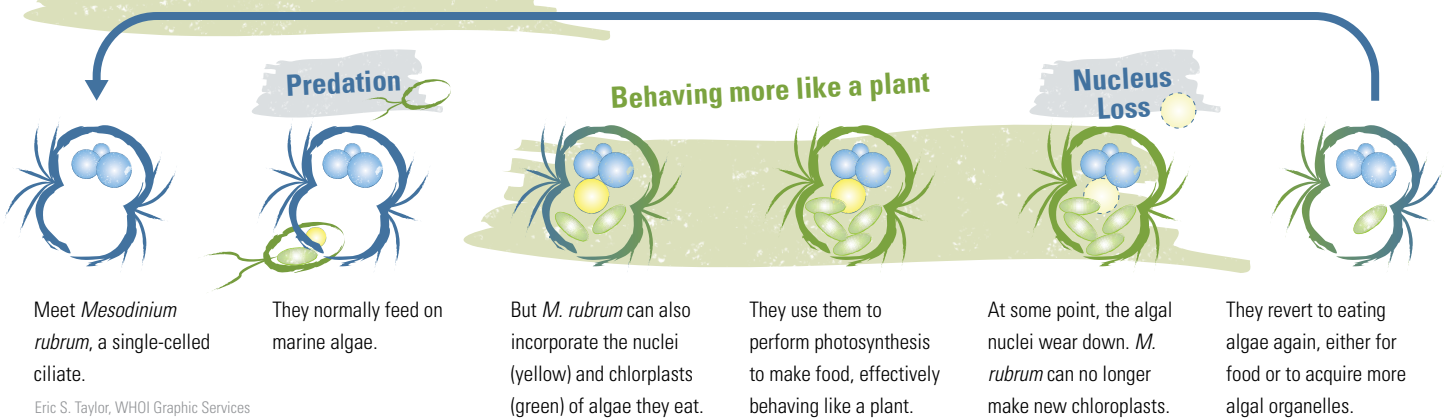 Predation
Behaving more like a plant
Nucleus
Loss
Meet Mesodinium
rubrum, a single-celled
ciliate.
They normally feed on
marine algae.
But M. rubrum can also
incorporate the nuclei
(yellow) and chlorplasts
(green) of algae they eat.
They use them to
perform photosynthesis
to make food, effectively
behaving like a plant.
At some point, the algal
nuclei wear down. M.
rubrum can no longer
make new chloroplasts.
They revert to eating
algae again, either for
food or to acquire more
algal organelles.
Eric S. Taylor, WHOI Graphic Services